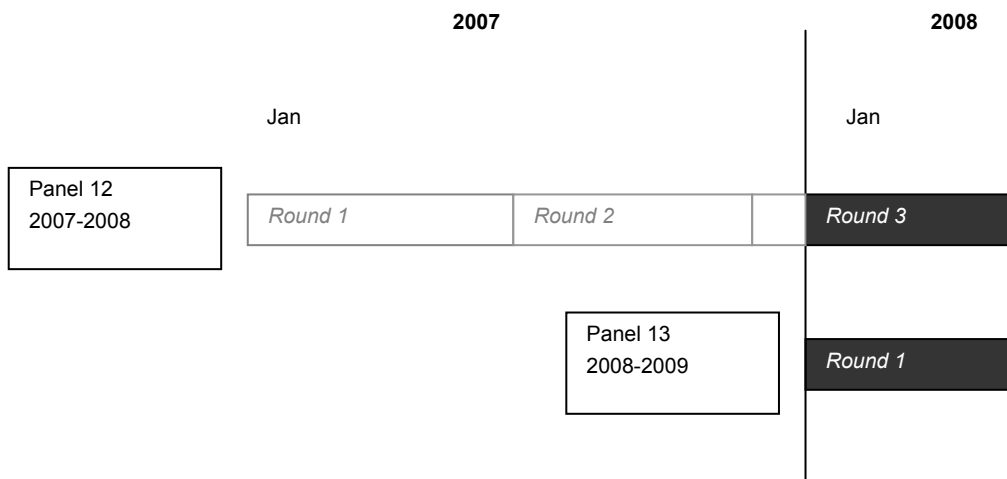 2007
2008
Jan
Jan
Panel 12
2007-2008
Round 1
Round 2
Round 3
Panel 13
2008-2009
Round 1